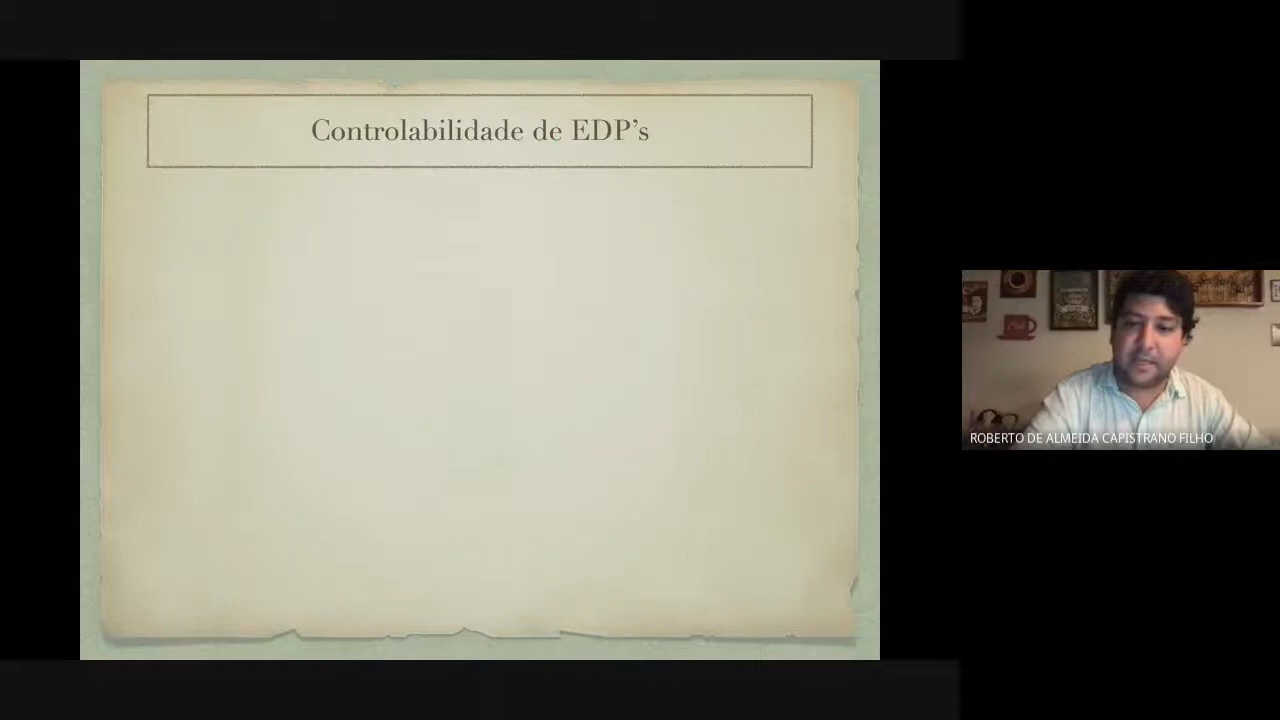 Controlabilidade de EDP’s
ROBERTO DE ALMEIDA CAPISTRANO FILHO